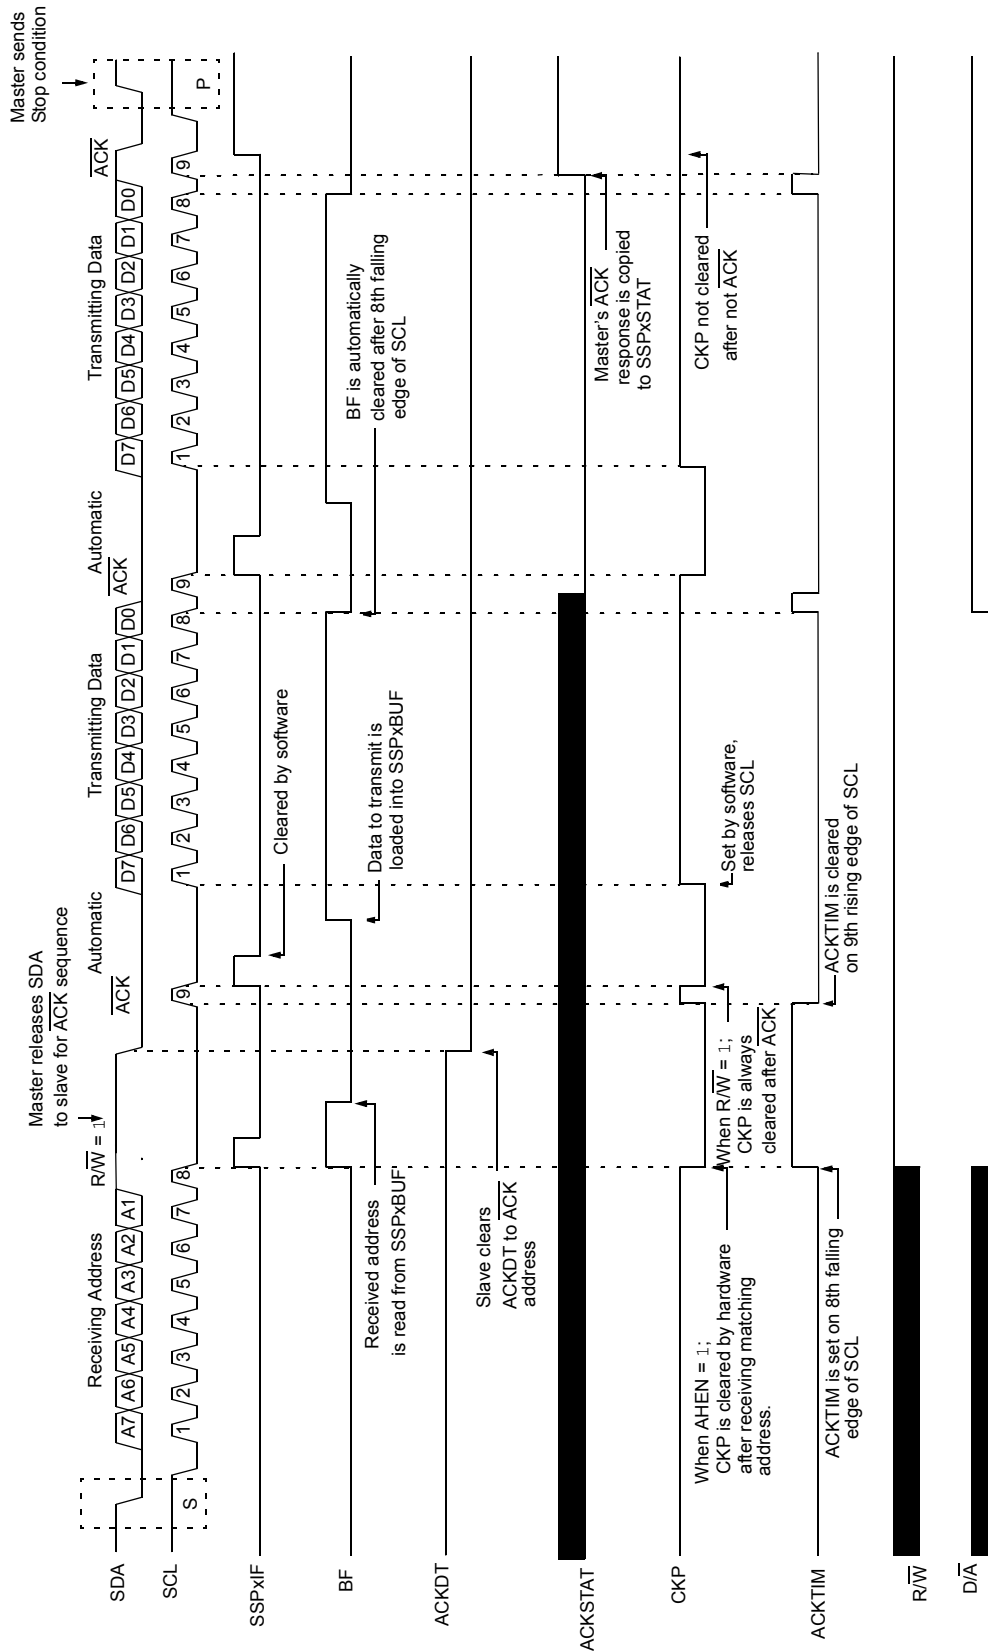 Master releases SDA
to slave for ACK sequence
Master sends
Stop condition
Receiving Address
R/W = 1
Automatic
ACK
Transmitting Data
Automatic
ACK
Transmitting Data
ACK
SDA
A7 A6 A5 A4 A3 A2 A1
D7 D6 D5 D4 D3 D2 D1 D0
D7 D6 D5 D4 D3 D2 D1 D0
SCL
S
1 2 3 4 5 6 7 8 9
1 2 3 4 5 6 7 8 9
1 2 3 4 5 6 7 8 9
P
SSPxIF
Cleared by software
BF
Received address
is read from SSPxBUF
Data to transmit is
loaded into SSPxBUF
BF is automatically
cleared after 8th falling
edge of SCL
ACKDT
Slave clears
ACKDT to ACK
address
ACKSTAT
Master's ACK
response is copied
to SSPxSTAT
CKP
When AHEN = 1;
CKP is cleared by hardware
after receiving matching
address.
When R/W = 1;
CKP is always
cleared after ACK
Set by software,
releases SCL
CKP not cleared
after not ACK
ACKTIM
ACKTIM is set on 8th falling
edge of SCL
ACKTIM is cleared
on 9th rising edge of SCL
R/W
D/A